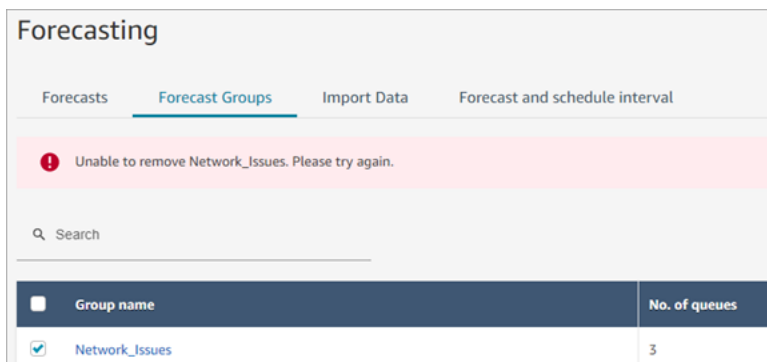 Forecasting
Forecasts Forecast Groups Import Data Forecast and schedule interval
Unable to remove Network_Issues. Please try again.
Search
Group name No. of queues
Network_Issues 3